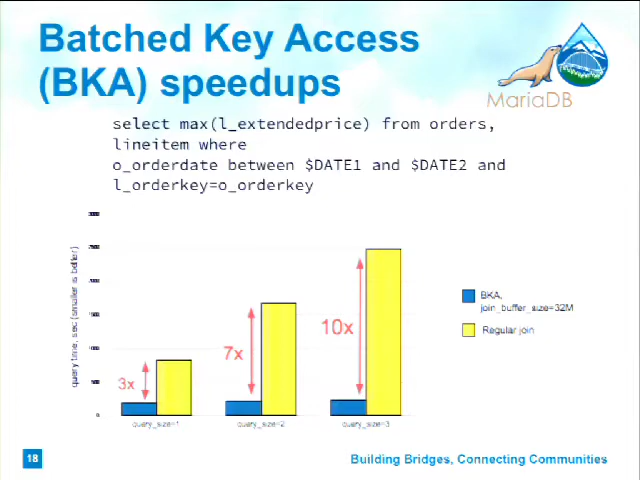 Batched Key Access
(BKA) speedups
MariaDB
select max(l_extendedprice) from orders,
lineitem where
o_orderdate between $DATE1 and $DATE2 and
l_orderkey=o_orderkey
query time, sec (smaller is better)
3x
7x
10x
query_size=1
query_size=2
query_size=3
BKA,
join_buffer_size=32M
Regular join
18
Building Bridges, Connecting Communities